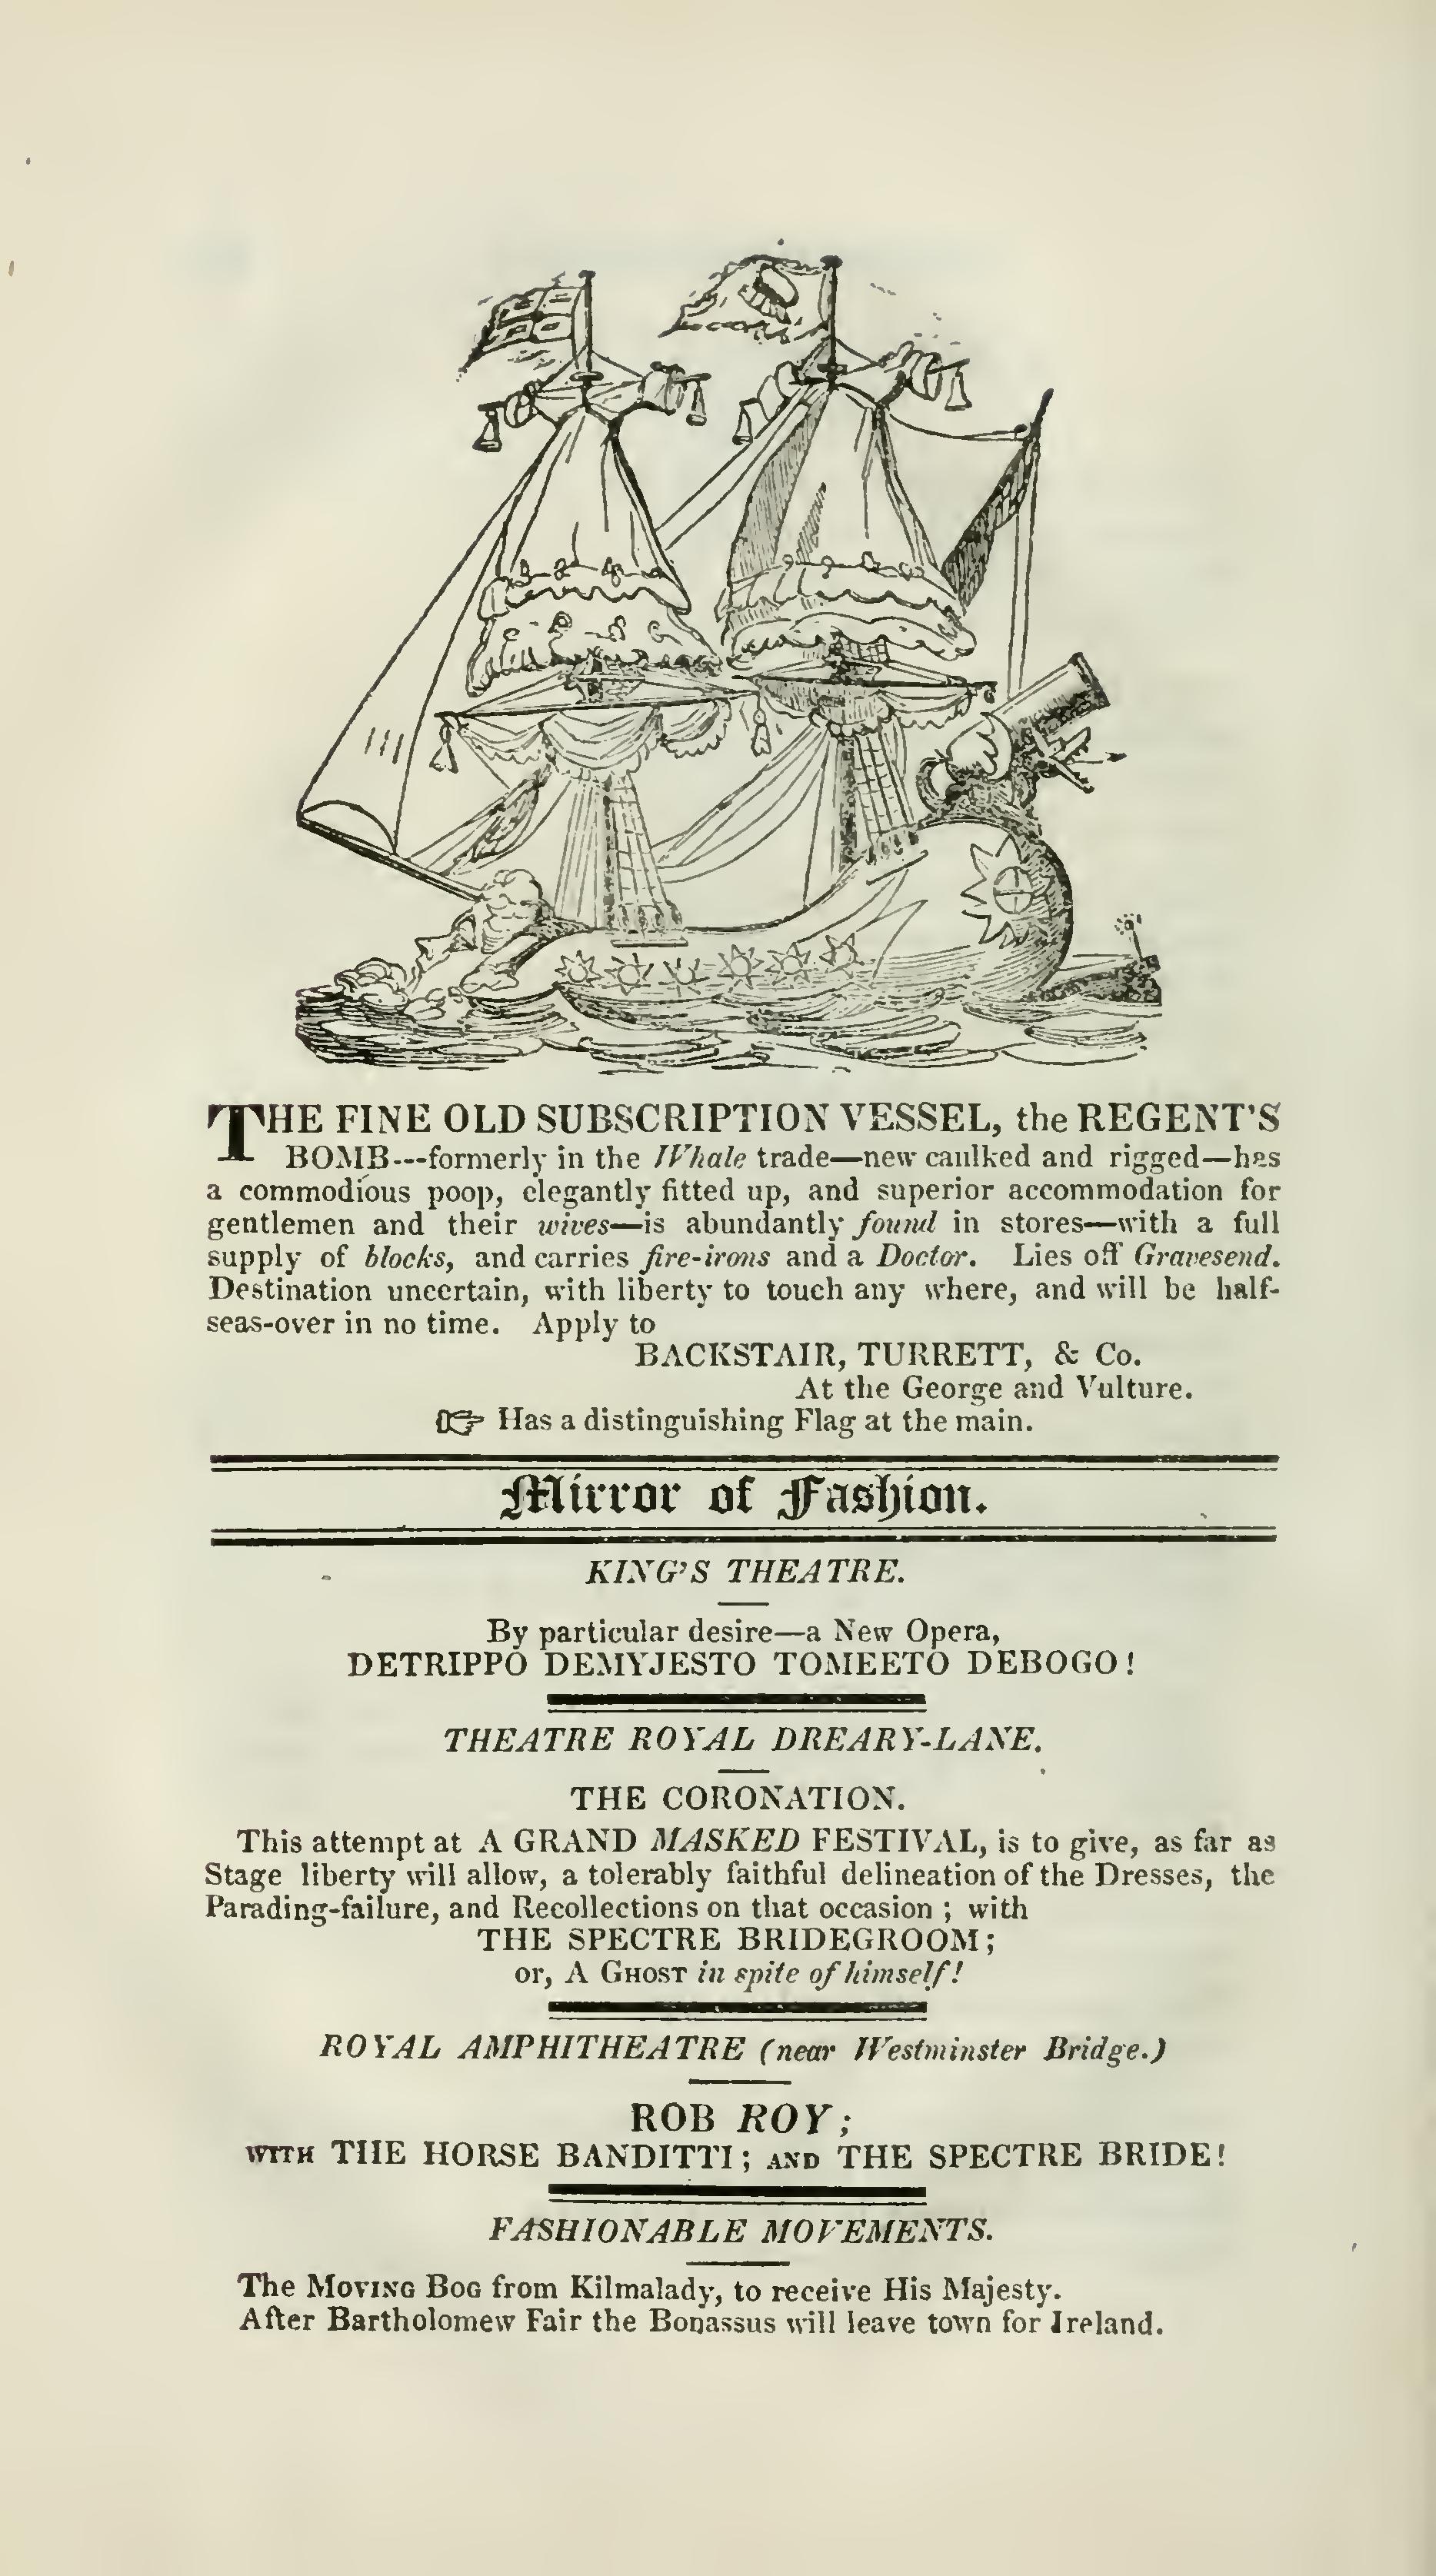 THE FINE OLD SUBSCRIPTION VESSEL, the REGENT'S
BOMB---formerly in the Whale trade—new caulked and rigged—has
a commodious poop, elegantly fitted up, and superior accommodation for
gentlemen and their wives—is abundantly found in stores—with a full
supply of blocks, and carries fire-irons and a Doctor. Lies off Gravesend.
Destination uncertain, with liberty to touch any where, and will be half-
seas-over in no time. Apply to
BACKSTAIR, TURRETT, & Co.
At the George and Vulture.
☞ Has a distinguishing Flag at the main.
Mirror of Fashion.
KING'S THEATRE.
By particular desire—a New Opera,
DETRIPPO DEMYJESTO TOMEETO DEBOGO!
THEATRE ROYAL DREARY-LANE.
THE CORONATION.
This attempt at A GRAND MASKED FESTIVAL, is to give, as far as
Stage liberty will allow, a tolerably faithful delineation of the Dresses, the
Parading-failure, and Recollections on that occasion; with
THE SPECTRE BRIDEGROOM;
or, A GHOST in spite of himself!
ROYAL AMPHITHEATRE (near Westminster Bridge.)
ROB ROY;
WITH THE HORSE BANDITTI; AND THE SPECTRE BRIDE!
FASHIONABLE MOVEMENTS.
The MOVING BOG from Kilmalady, to receive His Majesty.
After Bartholomew Fair the Bonassus will leave town for Ireland.